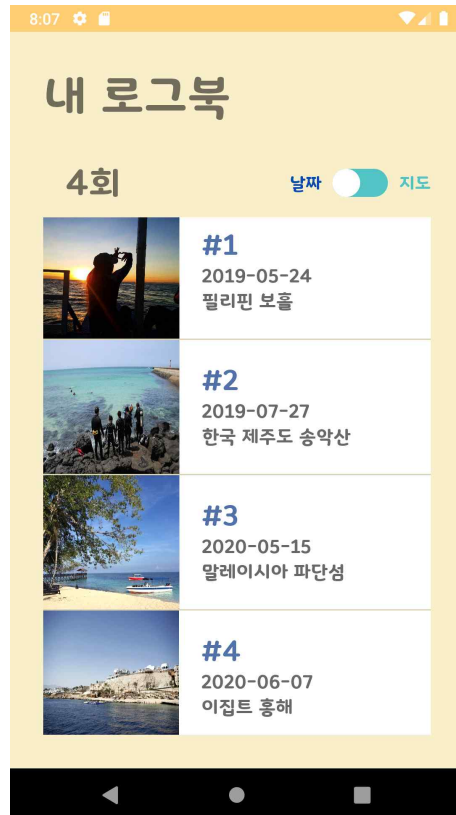 8:07
내 로그북
4회
날짜 지도
#1
2019-05-24
필리핀 보홀
#2
2019-07-27
한국 제주도 송악산
#3
2020-05-15
말레이시아 파단섬
#4
2020-06-07
이집트 홍해